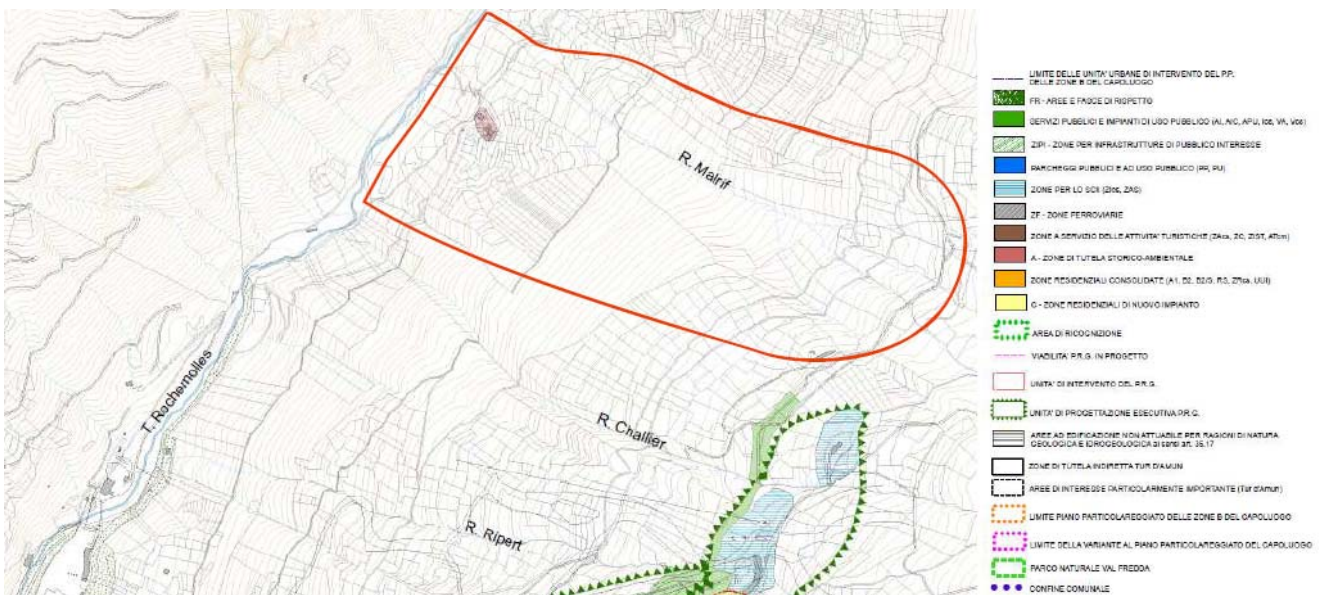 R. Malrif
T. Rochemolles
R. Challier
R. Ripert
LIMITE DELLE UNITA' URBANE DI INTERVENTO DEL P.P.
DELLE ZONE B DEL CAPOLUOGO
FR - AREE E FASCE DI RISPETTO
SERVIZI PUBBLICI E IMPIANTI DI USO PUBBLICO (AI, AIC, APU, Ice, VA, Vce)
ZIPI - ZONE PER INFRASTRUTTURE DI PUBBLICO INTERESSE
PARCHEGGI PUBBLICI E AD USO PUBBLICO (PP, PU)
ZONE PER LO SCII (ZIcs, ZAS)
ZF - ZONE FERROVIARIE
ZONE A SERVIZIO DELLE ATTIVITA' TURISTICHE (ZAca, ZC, ZIST, ATcm)
A - ZONE DI TUTELA STORICO-AMBIENTALE
ZONE RESIDENZIALI CONSOLIDATE (A1, B2, B2/S, RS, ZRca, UUI)
C - ZONE RESIDENZIALI DI NUOVO IMPIANTO
AREA DI RICOGNIZIONE
VIABILITA' P.R.G. IN PROGETTO
UNITA' DI INTERVENTO DEL P.R.G.
UNITA' DI PROGETTAZIONE ESECUTIVA P.R.G.
AREE AD EDIFICAZIONE NON ATTUABILE PER RAGIONI DI NATURA
GEOLOGICA E IDROGEOLOGICA ai sensi art. 35.17
ZONE DI TUTELA INDIRETTA TUR D'AMUN
AREE DI INTERESSE PARTICOLARMENTE IMPORTANTE (Tur d'Amun)
LIMITE PIANO PARTICOLAREGGIATO DELLE ZONE B DEL CAPOLUOGO
LIMITE DELLA VARIANTE AL PIANO PARTICOLAREGGIATO DEL CAPOLUOGO
PARCO NATURALE VAL FREDDA
CONFINE COMUNALE